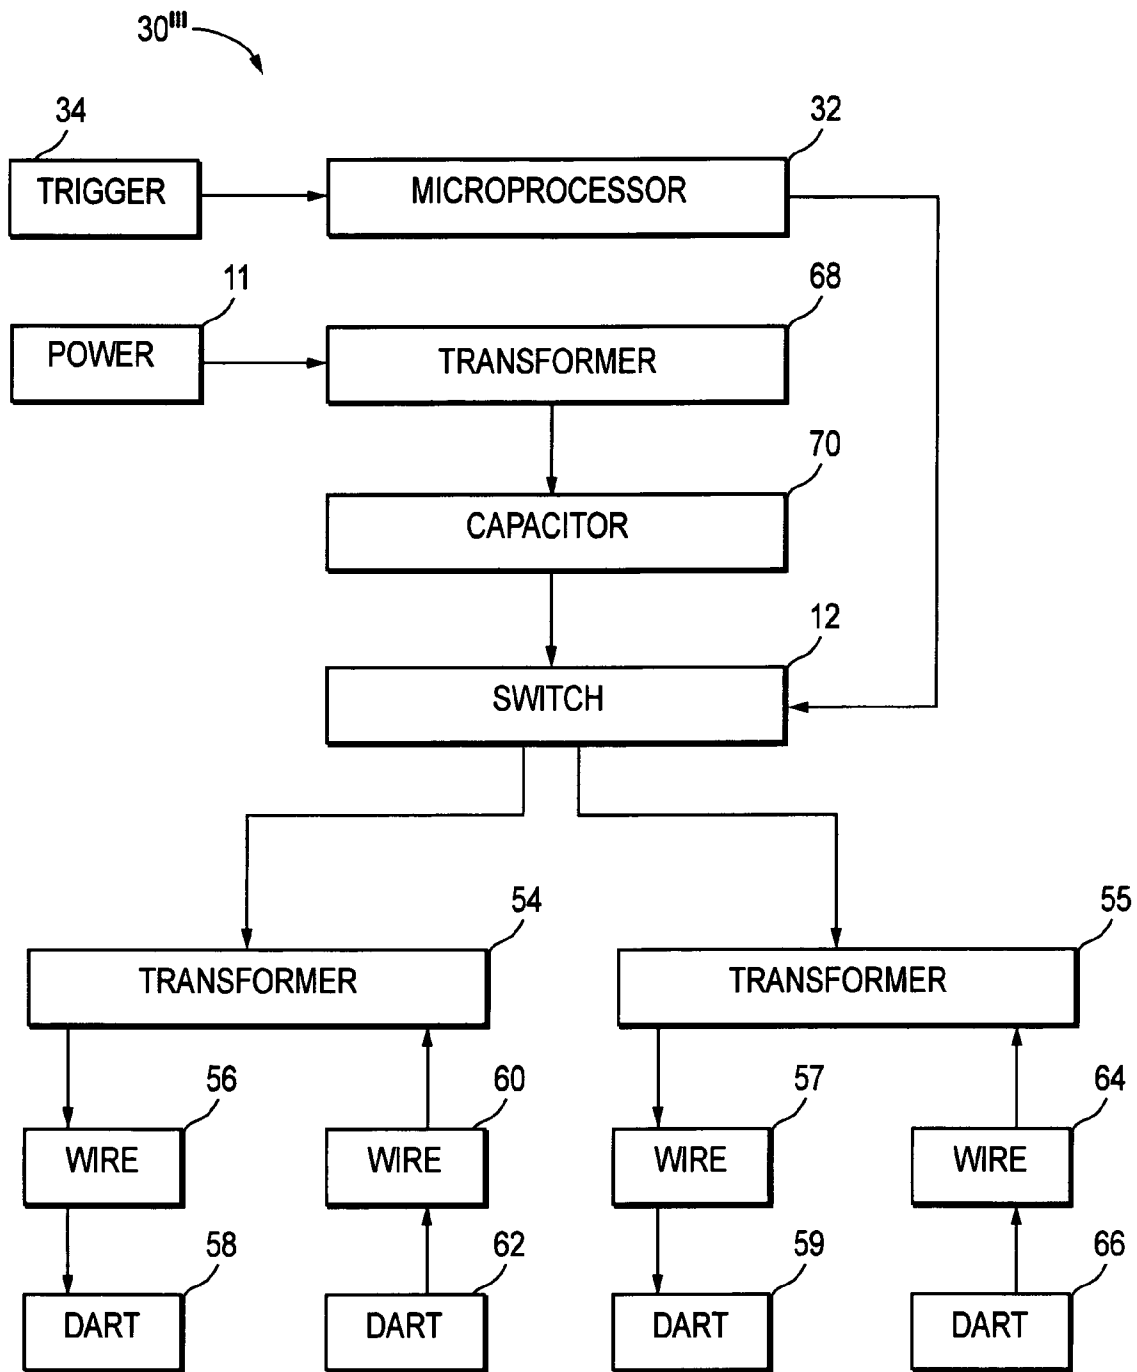 30'''
34
32
TRIGGER
MICROPROCESSOR
11
68
POWER
TRANSFORMER
70
CAPACITOR
12
SWITCH
54
55
TRANSFORMER
TRANSFORMER
56
60
57
64
WIRE
WIRE
WIRE
WIRE
58
62
59
66
DART
DART
DART
DART